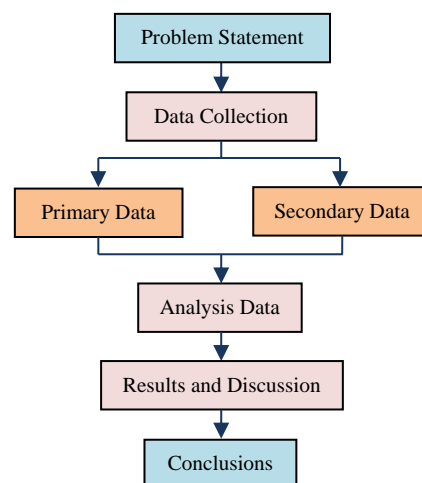 Problem Statement
Data Collection
Primary Data
Secondary Data
Analysis Data
Results and Discussion
Conclusions